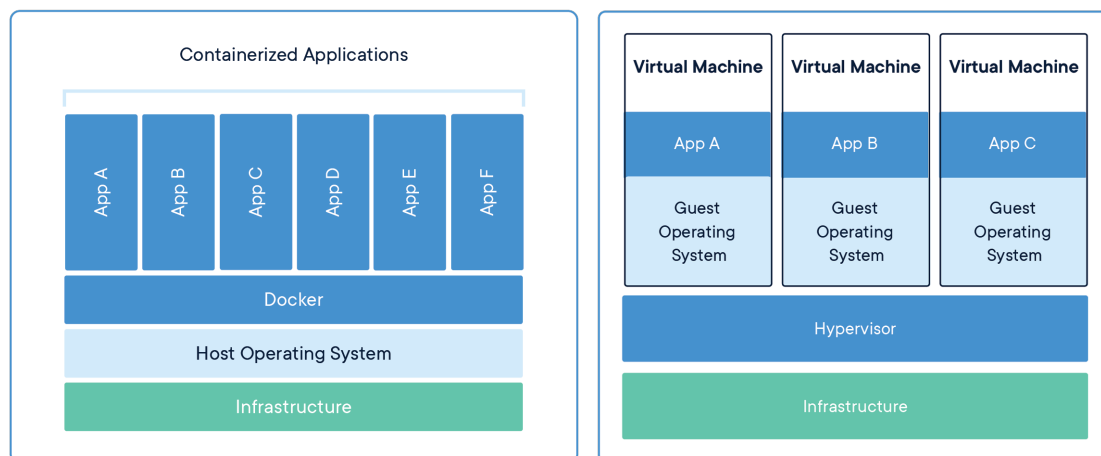 Containerized Applications
App A
App B
App C
App D
App E
App F
Docker
Host Operating System
Infrastructure
Virtual Machine
App A
Guest
Operating
System
Virtual Machine
App B
Guest
Operating
System
Virtual Machine
App C
Guest
Operating
System
Hypervisor
Infrastructure